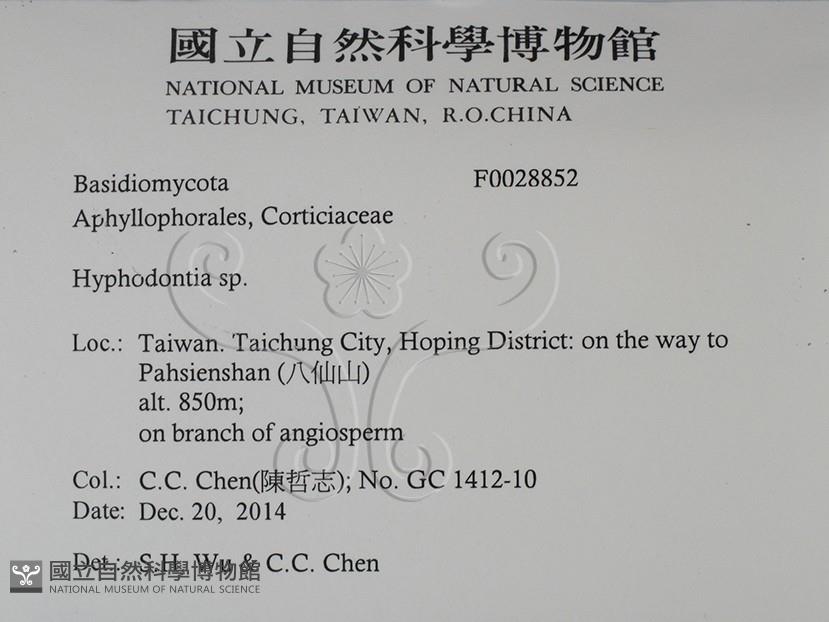 國立自然科學博物館
NATIONAL MUSEUM OF NATURAL SCIENCE
TAICHUNG, TAIWAN, R.O.CHINA
Basidiomycota F0028852
Aphyllophorales, Corticiaceae
Hyphodontia sp.
Loc.: Taiwan. Taichung City, Hoping District: on the way to
Pahsienshan (八仙山)
alt. 850m;
on branch of angiosperm
Col.: C.C. Chen(陳哲志); No. GC 1412-10
Date: Dec. 20, 2014
Det.: S.H. Wu & C.C. Chen
國立自然科學博物館
NATIONAL MUSEUM OF NATURAL SCIENCE